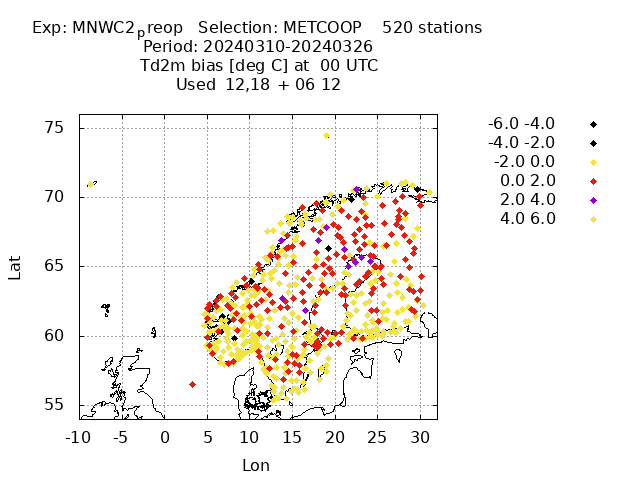 Exp: MNWC2preop   Selection: METCOOP    520 stations
Period: 20240310-20240326
Td2m bias [deg C] at  00 UTC
Used  12,18 + 06 12
-6.0 -4.0
-4.0 -2.0
-2.0 0.0
0.0 2.0
2.0 4.0
4.0 6.0
75
70
65
60
55
Lat
-10 -5 0 5 10 15 20 25 30
Lon